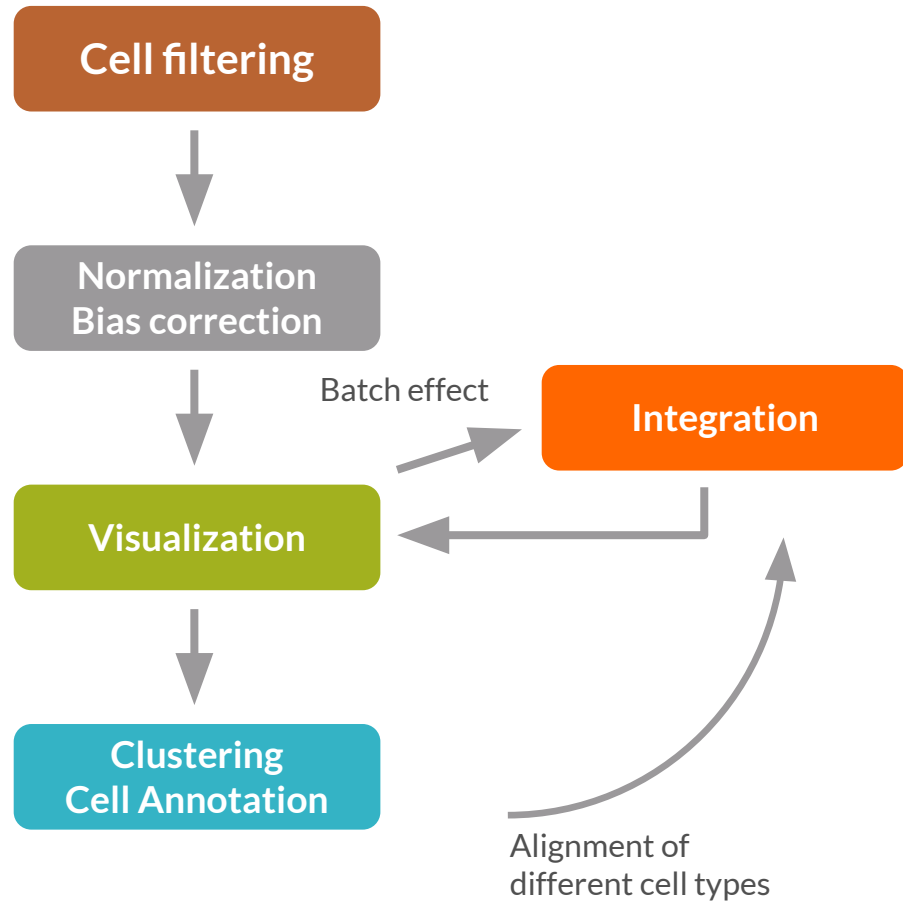 Cell filtering
Normalization
Bias correction
Batch effect
Integration
Visualization
Clustering
Cell Annotation
Alignment of
different cell types